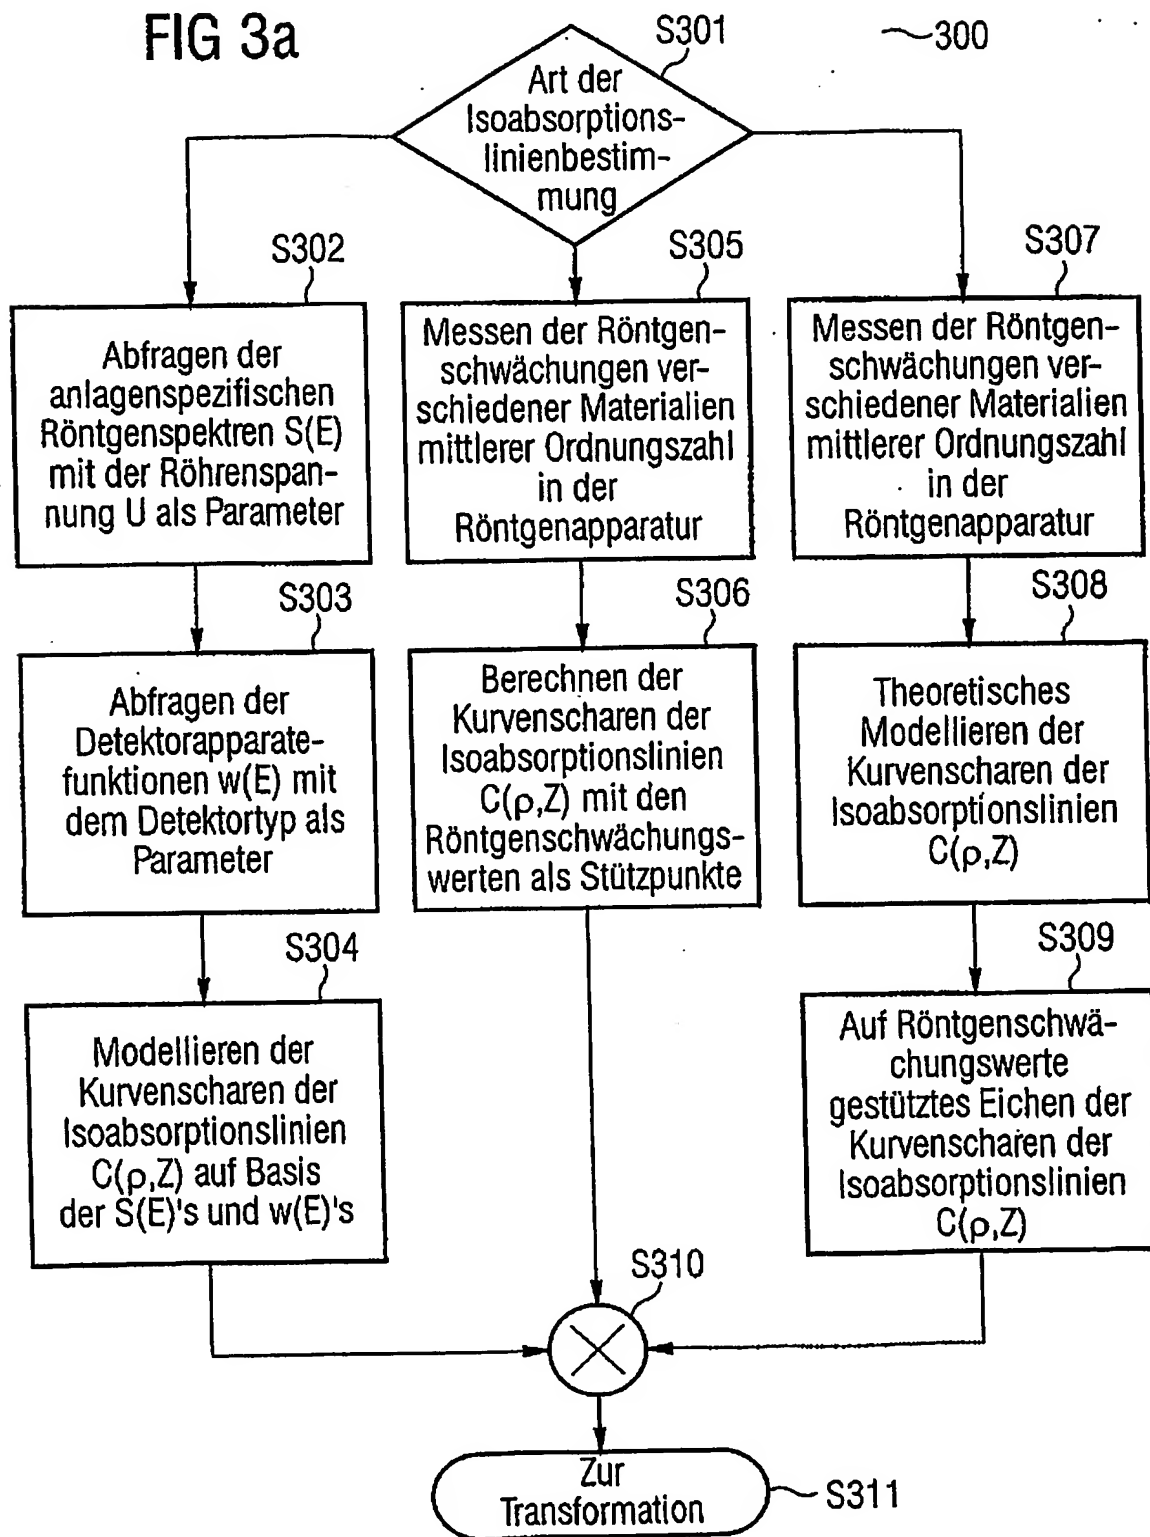 FIG 3a
S301
300
Art der
Isoabsorptions-
linienbestim-
mung
S302
Abfragen der
anlagenspezifischen
Röntgenspektren S(E)
mit der Röhrenspan-
nung U als Parameter
S303
Abfragen der
Detektorapparate-
funktionen w(E) mit
dem Detektortyp als
Parameter
S304
Modellieren der
Kurvenscharen der
Isoabsorptionslinien
C(ρ,Z) auf Basis
der S(E)'s und w(E)'s
S305
Messen der Röntgen-
schwächungen ver-
schiedener Materialien
mittlerer Ordnungszahl
in der
Röntgenapparatur
S306
Berechnen der
Kurvenscharen der
Isoabsorptionslinien
C(ρ,Z) mit den
Röntgenschwächungs-
werten als Stützpunkte
S307
Messen der Röntgen-
schwächungen ver-
schiedener Materialien
mittlerer Ordnungszahl
in der
Röntgenapparatur
S308
Theoretisches
Modellieren der
Kurvenscharen der
Isoabsorptionslinien
C(ρ,Z)
S309
Auf Röntgenschwä-
chungswerte
gestütztes Eichen der
Kurvenscharen der
Isoabsorptionslinien
C(ρ,Z)
S310
Zur
Transformation
S311